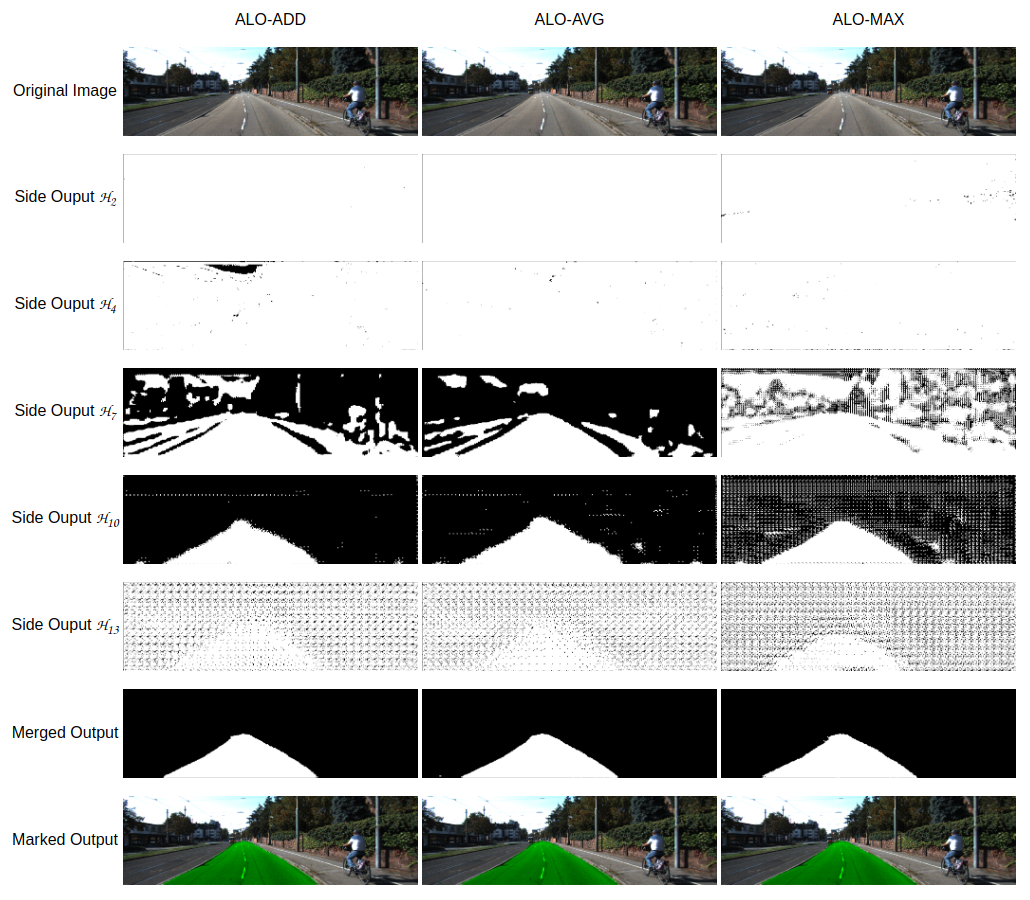 ALO-ADD ALO-AVG ALO-MAX
Original Image
Side Ouput ℋ₂
Side Ouput ℋ₄
Side Ouput ℋ₇
Side Ouput ℋ₁₀
Side Ouput ℋ₁₃
Merged Output
Marked Output